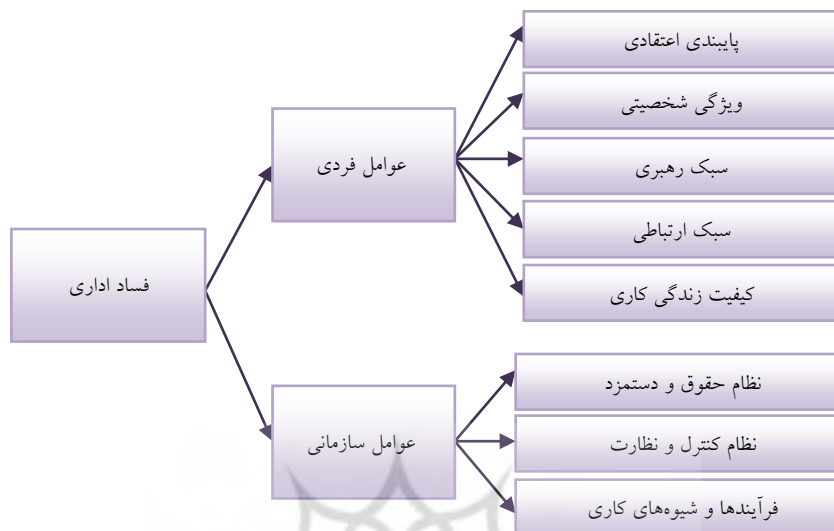 فساد اداری
عوامل فردی
پایبندی اعتقادی
ویژگی شخصیتی
سبک رهبری
سبک ارتباطی
کیفیت زندگی کاری
عوامل سازمانی
نظام حقوق و دستمزد
نظام کنترل و نظارت
فرآیندها و شیوه‌های کاری